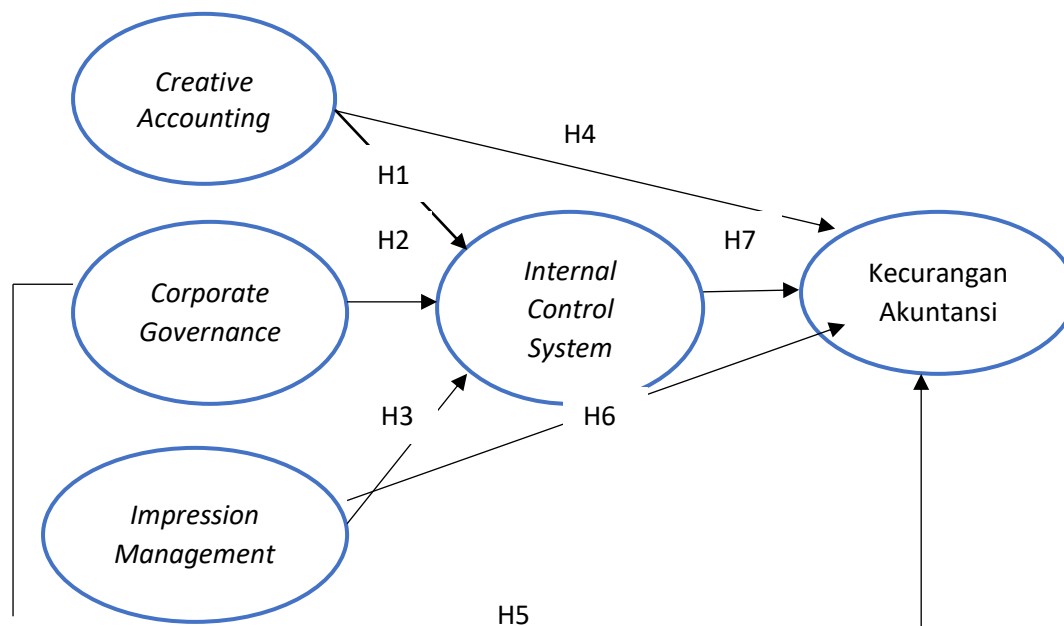 Creative
Accounting
H4
H1
H2
H7
Corporate
Governance
Internal
Control
System
Kecurangan
Akuntansi
H3
H6
Impression
Management
H5